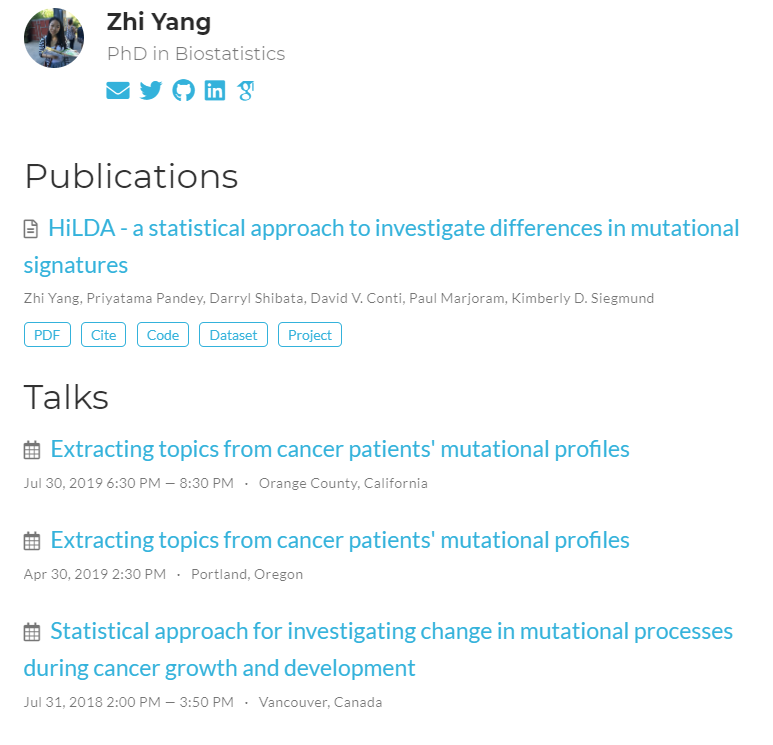 Zhi Yang
PhD in Biostatistics
Publications
HiLDA - a statistical approach to investigate differences in mutational
signatures
Zhi Yang, Priyatama Pandey, Darryl Shibata, David V. Conti, Paul Marjoram, Kimberly D. Siegmund
PDF Cite Code Dataset Project
Talks
Extracting topics from cancer patients' mutational profiles
Jul 30, 2019 6:30 PM — 8:30 PM · Orange County, California
Extracting topics from cancer patients' mutational profiles
Apr 30, 2019 2:30 PM · Portland, Oregon
Statistical approach for investigating change in mutational processes
during cancer growth and development
Jul 31, 2018 2:00 PM — 3:50 PM · Vancouver, Canada